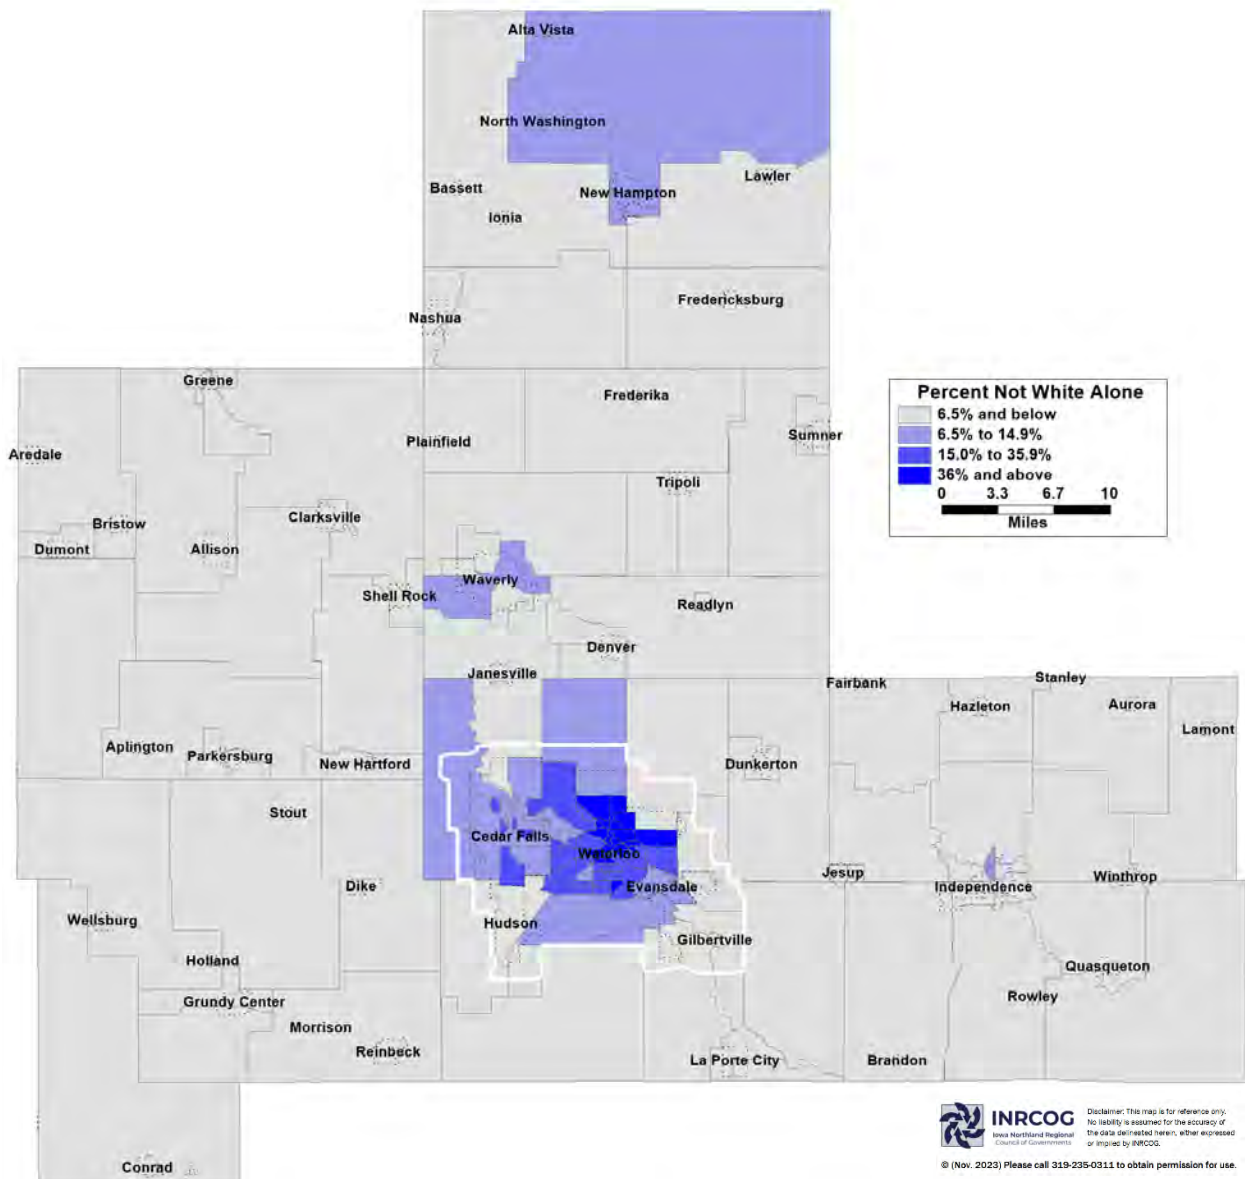 Alta Vista
North Washington
Bassett
New Hampton
Lawler
Ionia
Fredericksburg
Nashua
Greene
Frederika
Plainfield
Sumner
Aredale
Tripoli
Bristow
Clarksville
Dumont
Allison
Waverly
Shell Rock
Readlyn
Denver
Janesville
Percent Not White Alone
6.5% and below
6.5% to 14.9%
15.0% to 35.9%
36% and above
0 3.3 6.7 10
Miles
Fairbank
Stanley
Hazleton
Aurora
Lamont
Aplington
Parkersburg
New Hartford
Dunkerton
Stout
Cedar Falls
Waterloo
Dike
Evansdale
Jesup
Independence
Winthrop
Wellsburg
Hudson
Gilbertville
Holland
Quasqueton
Grundy Center
Rowley
Morrison
Reinbeck
La Porte City
Brandon
Conrad
INRCOG
Iowa Northland Regional
Council of Governments
Disclaimer: This map is for reference only.
No liability is assumed for the accuracy of
the data delineated herein, either expressed
or implied by INRCOG.
© (Nov. 2023) Please call 319-235-0311 to obtain permission for use.